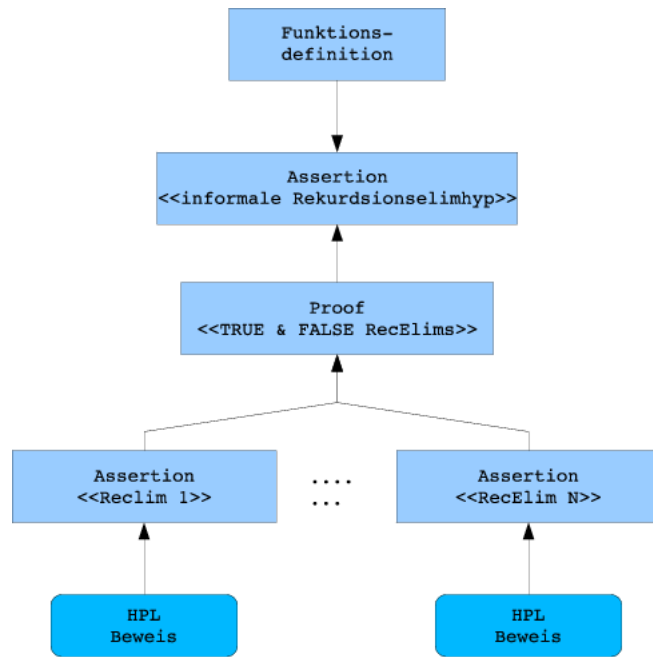 Funktions-
definition
Assertion
<<informale Rekurdsionselimhyp>>
Proof
<<TRUE & FALSE RecElims>>
Assertion
<<Reclim 1>>
....
...
Assertion
<<RecElim N>>
HPL
Beweis
HPL
Beweis